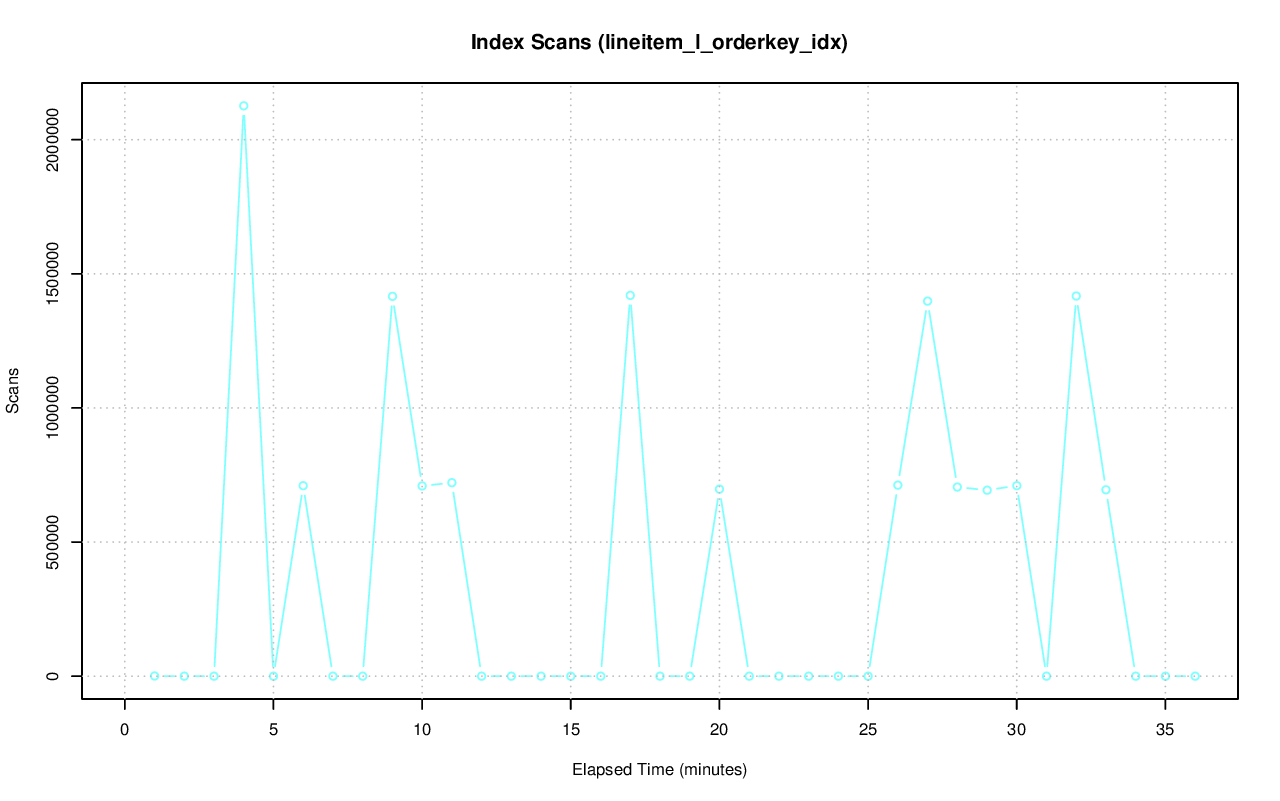 Index Scans (lineitem_l_orderkey_idx)
2000000
1500000
1000000
500000
0
Scans
0 5 10 15 20 25 30 35
Elapsed Time (minutes)